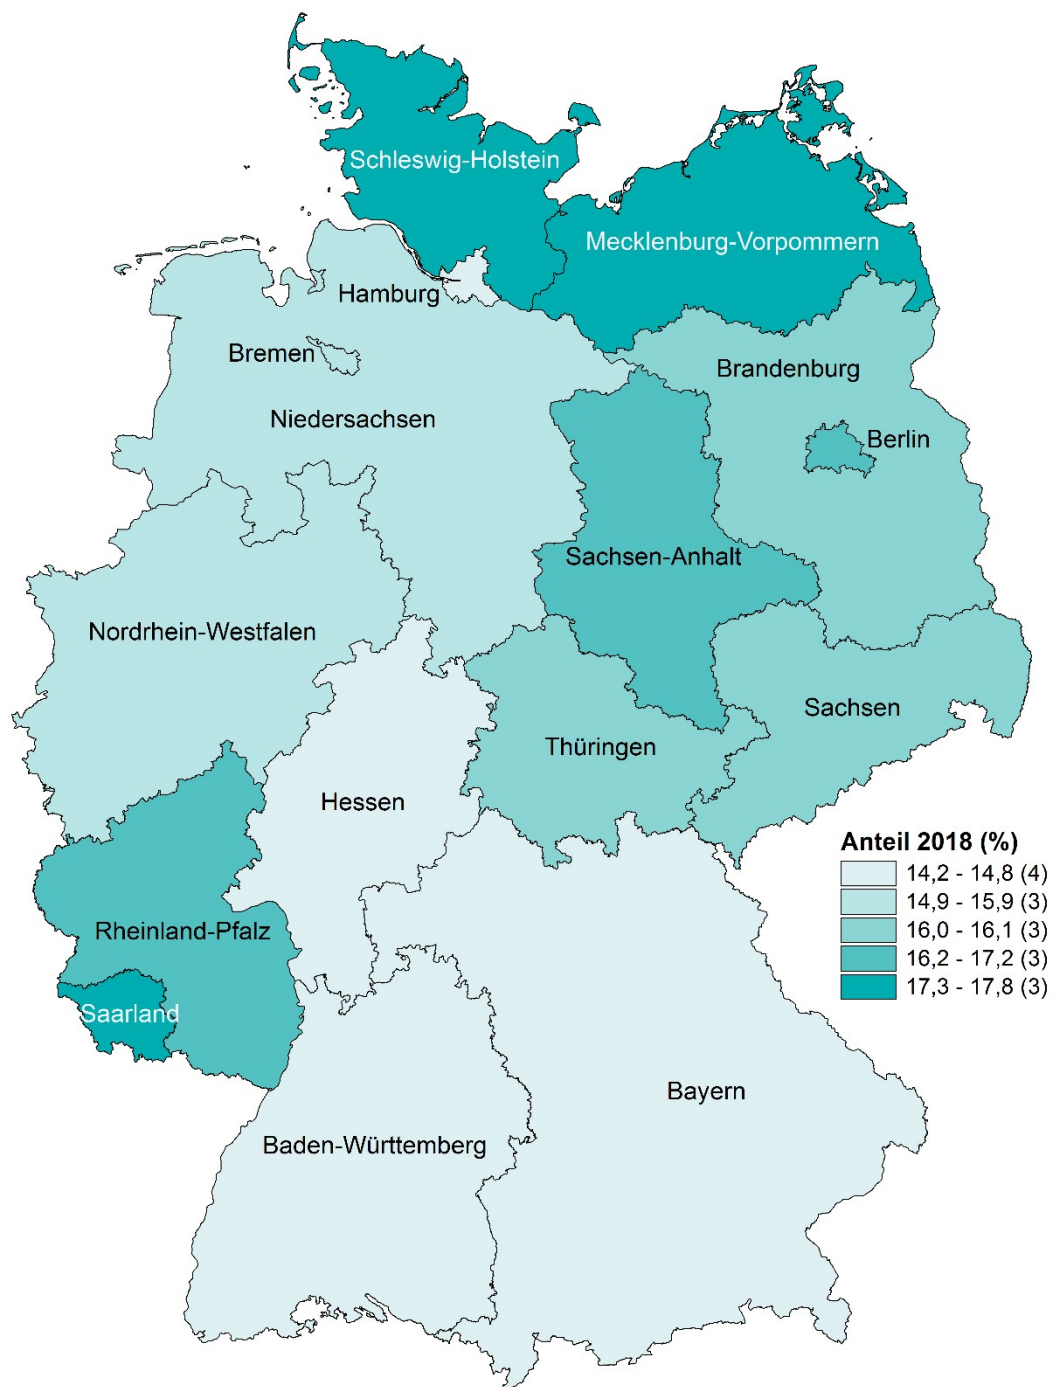 Schleswig-Holstein
Mecklenburg-Vorpommern
Hamburg
Bremen
Brandenburg
Niedersachsen
Berlin
Sachsen-Anhalt
Nordrhein-Westfalen
Sachsen
Thüringen
Hessen
Anteil 2018 (%)
14,2 - 14,8 (4)
14,9 - 15,9 (3)
16,0 - 16,1 (3)
16,2 - 17,2 (3)
17,3 - 17,8 (3)
Rheinland-Pfalz
Saarland
Bayern
Baden-Württemberg